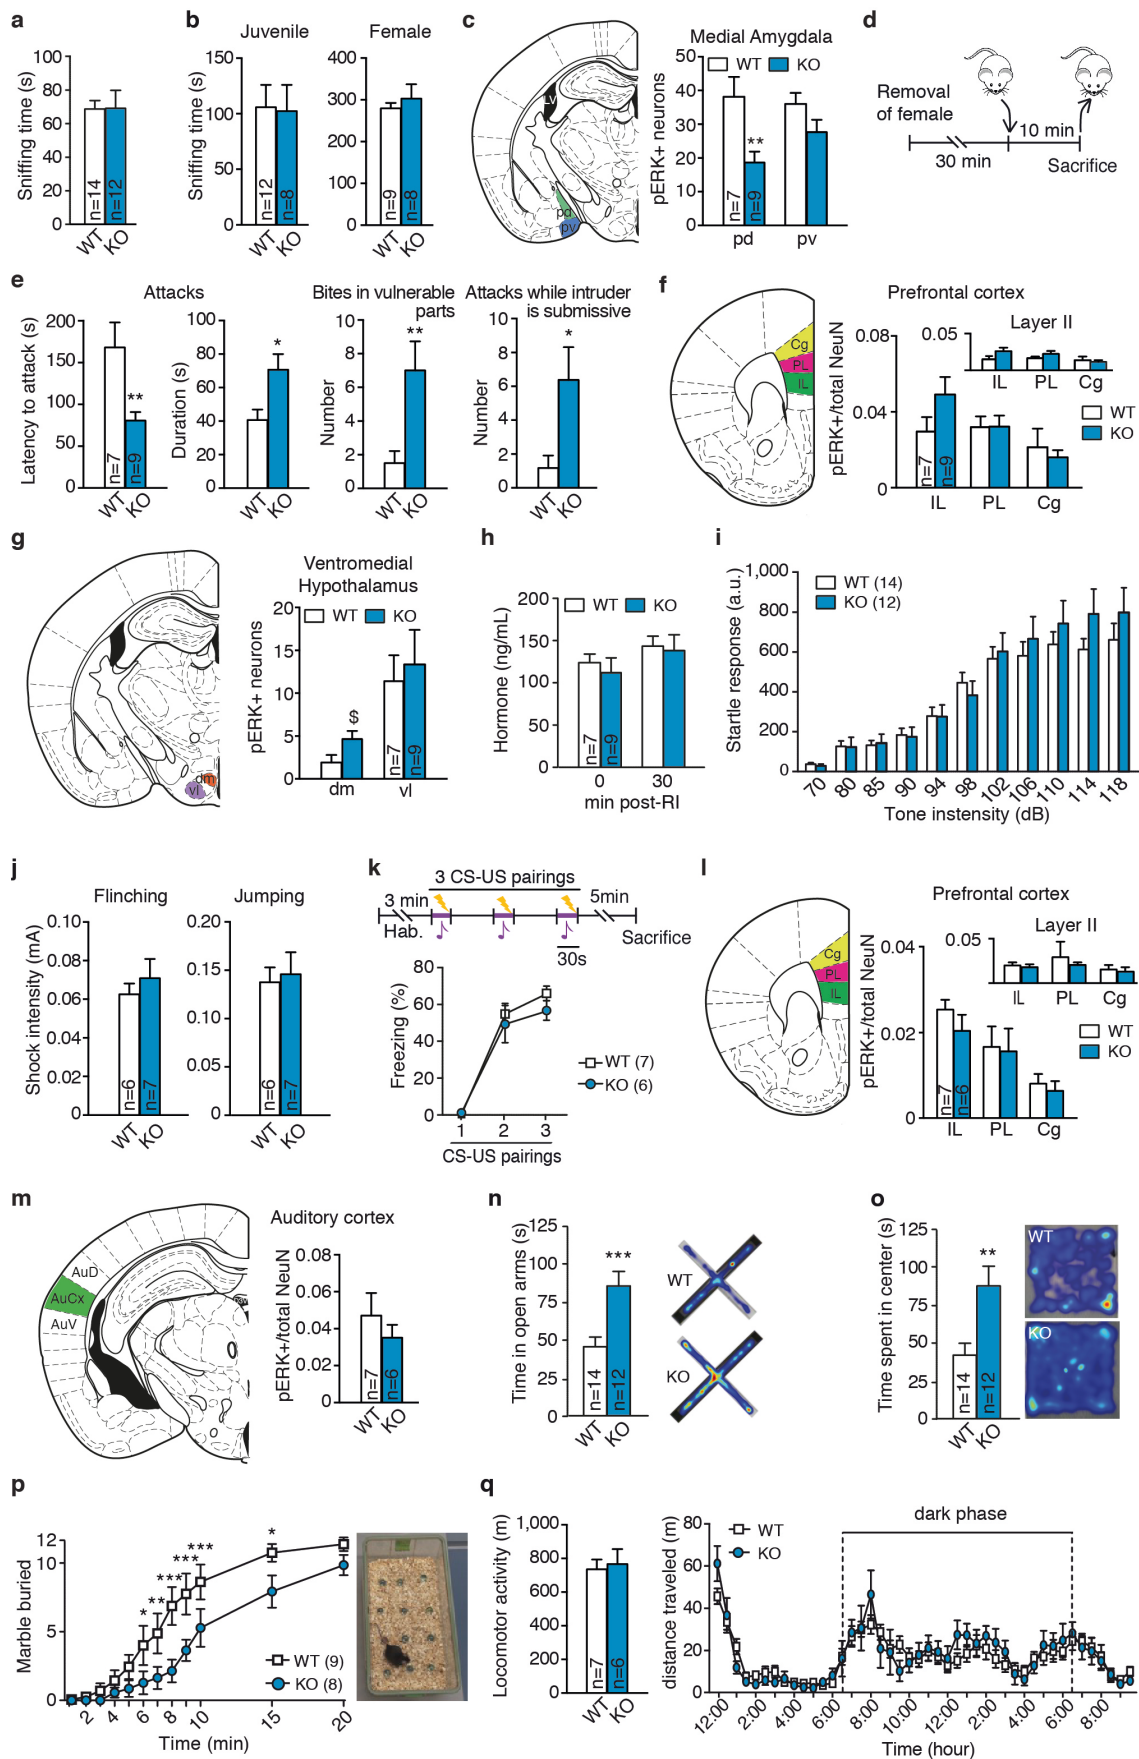 a
Sniffing time (s)
100
80
60
40
20
0
n=14
n=12
WT
KO
b
Juvenile
Sniffing time (s)
150
100
50
0
n=12
n=8
WT
KO
Female
400
300
200
100
0
n=9
n=8
WT
KO
c
LV
pd
pv
Medial Amygdala
WT KO
pERK+ neurons
50
40
30
20
10
0
**
n=7
n=9
pd pv
d
Removal
of female
10 min
30 min
Sacrifice
e
Attacks
Latency to attack (s)
200
150
100
50
0
**
n=7
n=9
WT
KO
Duration (s)
100
80
60
40
20
0
*
WT
KO
Bites in vulnerable
parts
Number
10
8
6
4
2
0
**
WT
KO
Attacks while intruder
is submissive
Number
10
8
6
4
2
0
*
WT
KO
f
Cg
PL
IL
Prefrontal cortex
pERK+/total NeuN
0.08
0.04
0
Layer II
0.05
IL PL Cg
WT
KO
n=7
n=9
IL PL Cg
g
dm
vl
Ventromedial
Hypothalamus
WT KO
pERK+ neurons
20
15
10
5
0
$
n=7
n=9
dm vl
h
WT KO
Hormone (ng/mL)
200
150
100
50
0
n=7
n=9
0 30
min post-RI
i
Startle response (a.u.)
1,000
800
600
400
200
0
WT (14)
KO (12)
70 80 85 90 94 98 102 106 110 114 118
Tone instensity (dB)
j
Flinching
Shock intensity (mA)
0.10
0.08
0.06
0.04
0.02
0
n=6
n=7
WT
KO
Jumping
0.20
0.15
0.10
0.05
0
n=6
n=7
WT
KO
k
3 CS-US pairings
3 min
5min
Hab.
Sacrifice
30s
Freezing (%)
80
60
40
20
0
WT (7)
KO (6)
1 2 3
CS-US pairings
l
Cg
PL
IL
Prefrontal cortex
pERK+/total NeuN
0.04
0.02
0
Layer II
0.05
IL PL Cg
WT
KO
n=7
n=6
IL PL Cg
m
AuD
AuCx
AuV
Auditory cortex
pERK+/total NeuN
0.08
0.06
0.04
0.02
0
n=7
n=6
WT
KO
n
Time in open arms (s)
125
100
75
50
25
0
***
n=14
n=12
WT
KO
WT
KO
o
Time spent in center (s)
125
100
75
50
25
0
**
n=14
n=12
WT
KO
WT
KO
p
Marble buried
12
10
5
0
* ** *** *** *** *
WT (9)
KO (8)
2 4 6 8 10 15 20
Time (min)
q
Locomotor activity (m)
1,000
800
600
400
200
0
n=7
n=6
WT
KO
distance traveled (m)
80
60
40
20
0
WT
KO
dark phase
12:00 2:00 4:00 6:00 8:00 10:00 12:00 2:00 4:00 6:00 8:00
Time (hour)